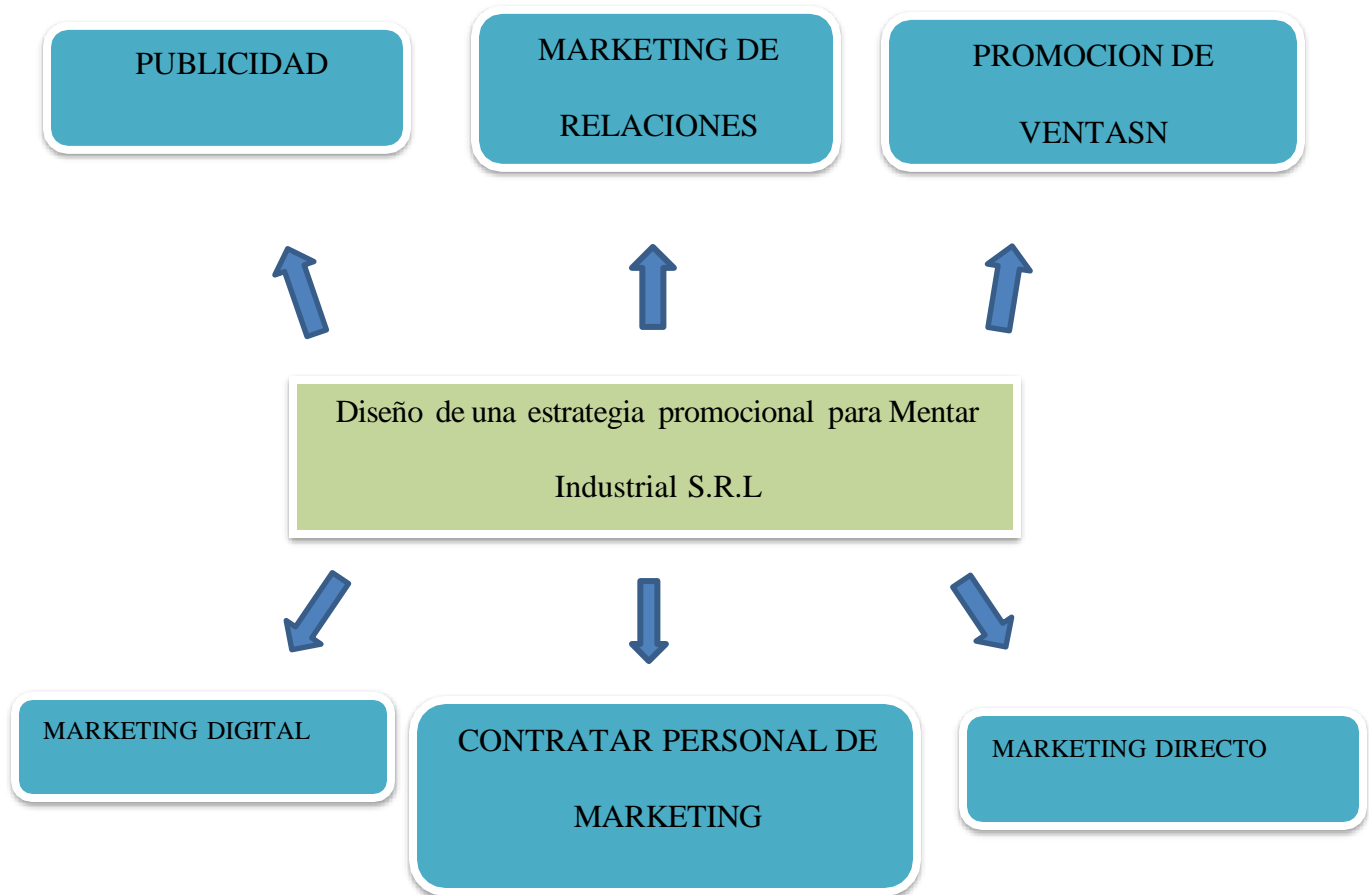 PUBLICIDAD
MARKETING DE
RELACIONES
PROMOCION DE
VENTASN
Diseño de una estrategia promocional para Mentar
Industrial S.R.L
MARKETING DIGITAL
CONTRATAR PERSONAL DE
MARKETING
MARKETING DIRECTO